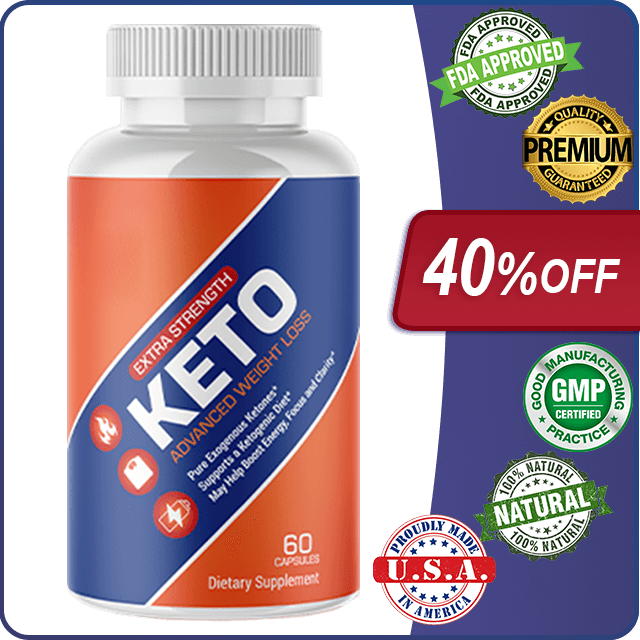 EXTRA STRENGTH
KETO
ADVANCED WEIGHT LOSS
Pure Exogenous Ketones*
Supports a Ketogenic Diet*
May Help Boost Energy, Focus and Clarity*
60
CAPSULES
Dietary Supplement
FDA APPROVED
FDA APPROVED
FDA APPROVED
QUALITY
PREMIUM
GUARANTEED
40%OFF
GOOD MANUFACTURING
GMP
CERTIFIED
PRACTICE
100% NATURAL
NATURAL
100% NATURAL
PROUDLY MADE
U.S.A.
IN AMERICA